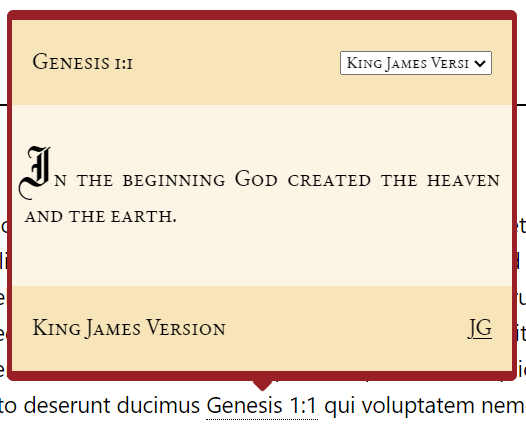 Genesis 1:1
King James Versi
In the beginning God created the heaven
and the earth.
King James Version
JG
to deserunt ducimus Genesis 1:1 qui voluptatem nem